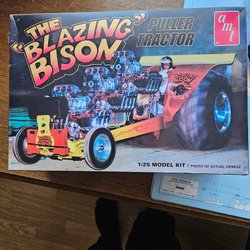 THE
"BLAZING
BISON"
PULLER
TRACTOR
amt
1/25 MODEL KIT / PHOTO OF ACTUAL VEHICLE